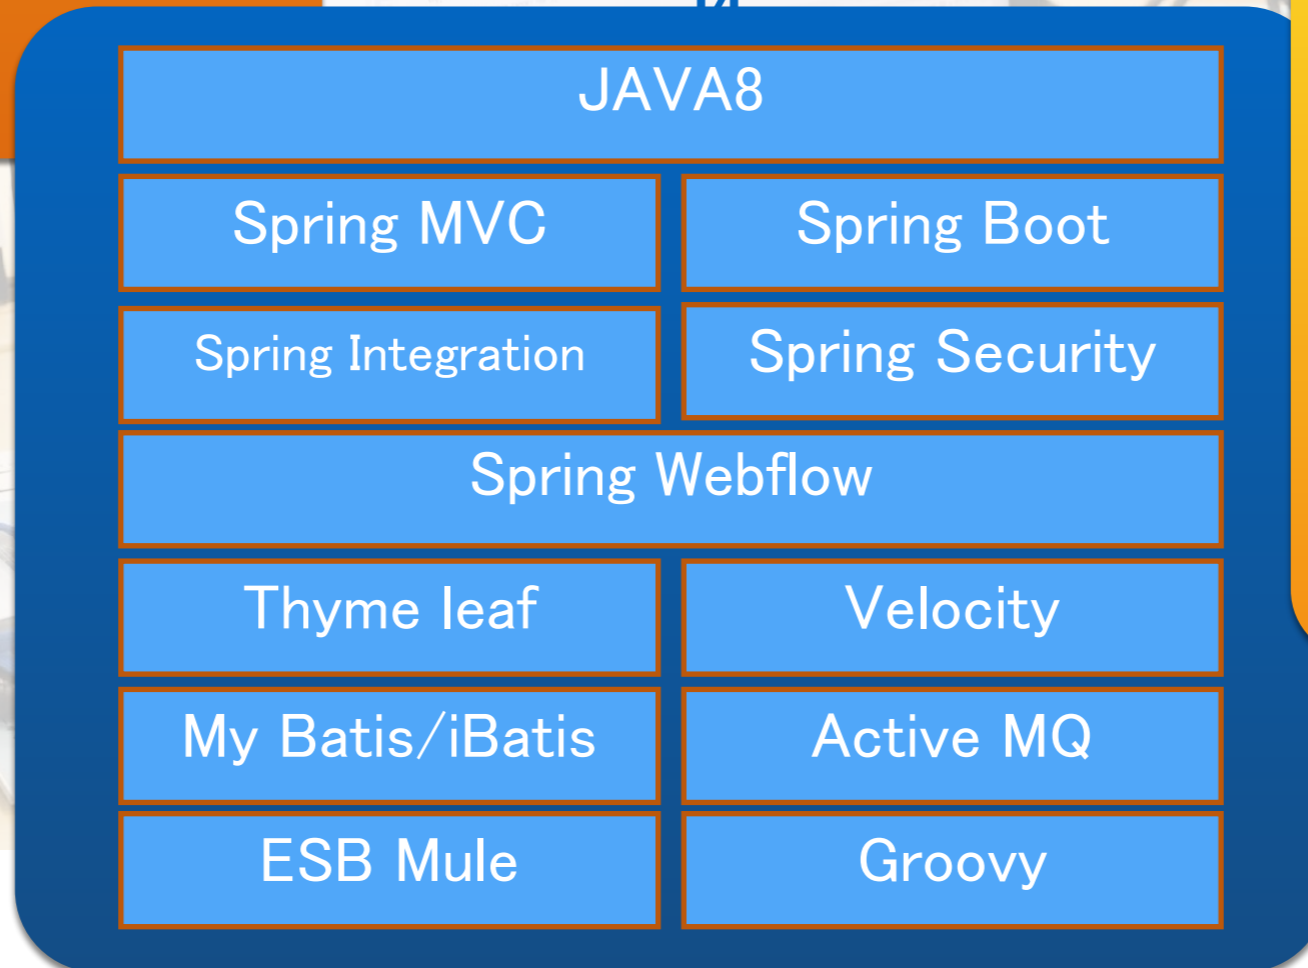 JAVA8
Spring MVC
Spring Boot
Spring Integration
Spring Security
Spring Webflow
Thyme leaf
Velocity
My Batis/iBatis
Active MQ
ESB Mule
Groovy